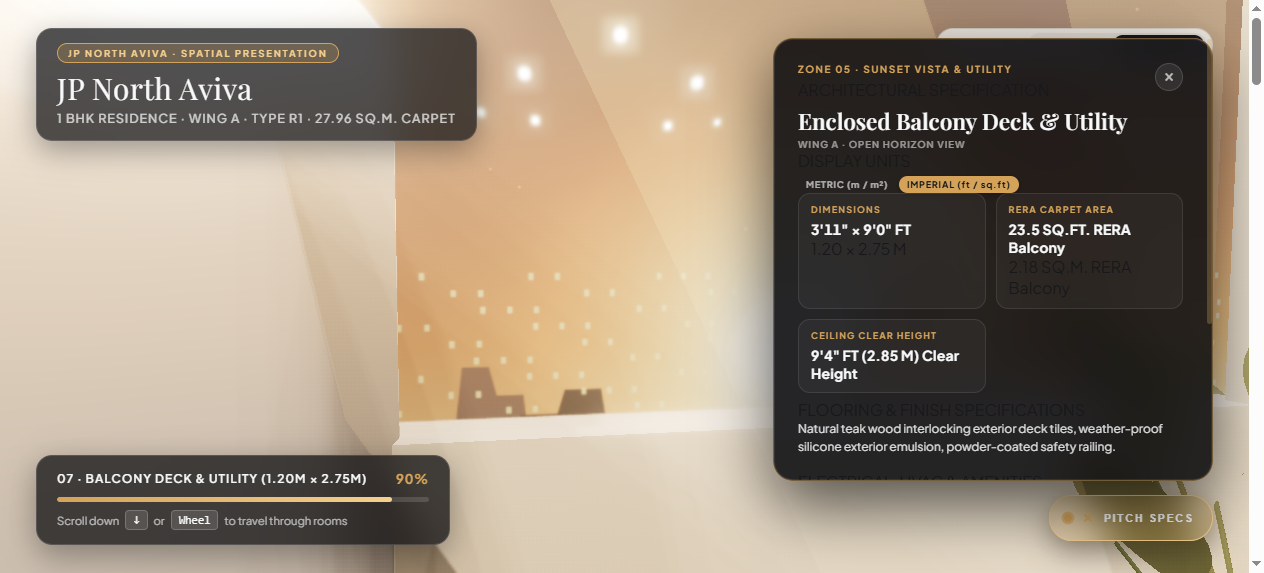 JP NORTH AVIVA · SPATIAL PRESENTATION
JP North Aviva
1 BHK RESIDENCE · WING A · TYPE R1 · 27.96 SQ.M. CARPET
ZONE 05 · SUNSET VISTA & UTILITY
×
ARCHITECTURAL SPECIFICATION
Enclosed Balcony Deck & Utility
WING A · OPEN HORIZON VIEW
DISPLAY UNITS
METRIC (m / m²) IMPERIAL (ft / sq.ft)
DIMENSIONS
3'11" × 9'0" FT
1.20 × 2.75 M
RERA CARPET AREA
23.5 SQ.FT. RERA
Balcony
2.18 SQ.M. RERA
Balcony
CEILING CLEAR HEIGHT
9'4" FT (2.85 M) Clear
Height
FLOORING & FINISH SPECIFICATIONS
Natural teak wood interlocking exterior deck tiles, weather-proof
silicone exterior emulsion, powder-coated safety railing.
07 · BALCONY DECK & UTILITY (1.20M × 2.75M) 90%
Scroll down ↓ or Wheel to travel through rooms
PITCH SPECS